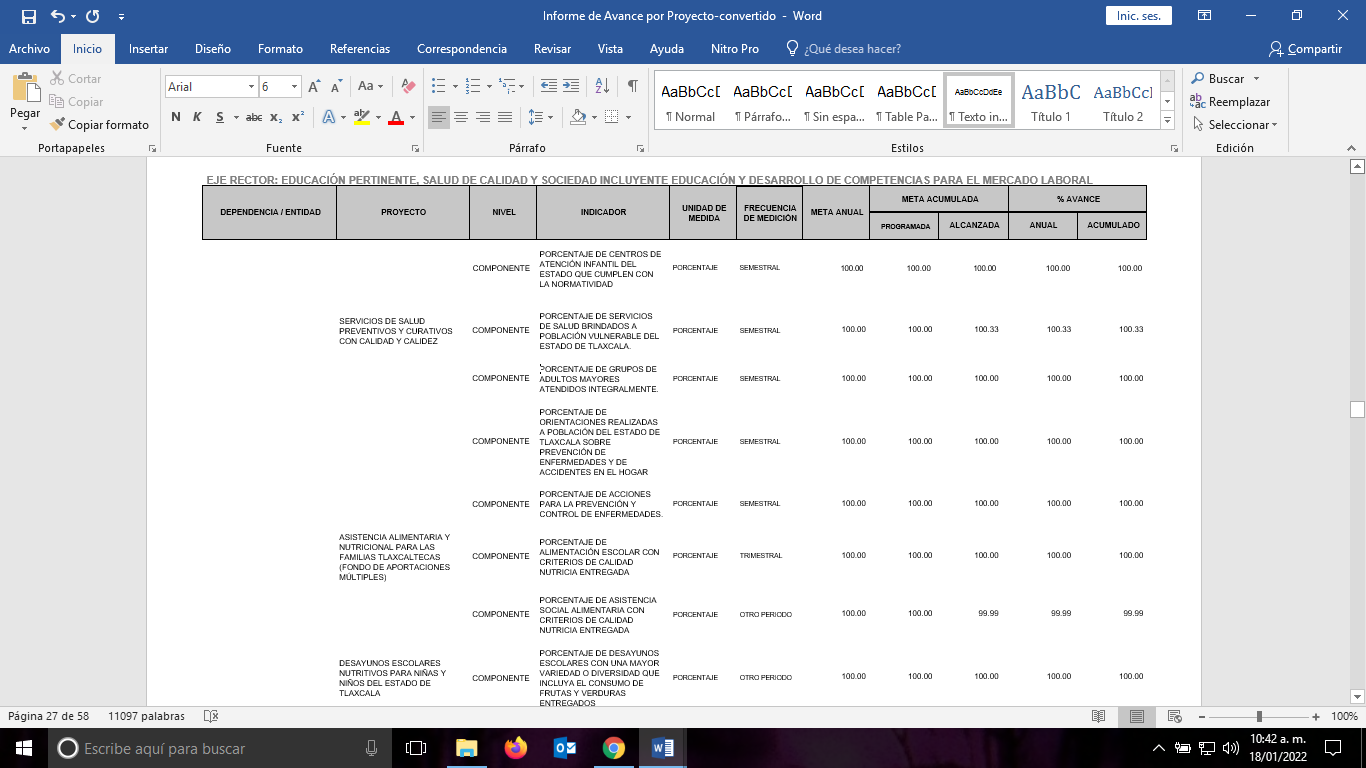 Informe de Avance por Proyecto-convertido - Word
Inic. ses.
Archivo Inicio Insertar Diseño Formato Referencias Correspondencia Revisar Vista Ayuda Nitro Pro ¿Qué desea hacer? Compartir
Pegar
Cortar
Copiar
Copiar formato
Portapapeles
Arial 6
N K S abc x₂ x²
Fuente
Párrafo
AaBbCcI AaBbCcI AaBbCcI AaBbCcI AaBbCcDdEe AaBbC AaBbCcI
¶ Normal ¶ Párrafo... ¶ Sin espa... ¶ Table Pa... ¶ Texto in... Título 1 Título 2
Estilos
Buscar
Reemplazar
Seleccionar
Edición
EJE RECTOR: EDUCACIÓN PERTINENTE, SALUD DE CALIDAD Y SOCIEDAD INCLUYENTE EDUCACIÓN Y DESARROLLO DE COMPETENCIAS PARA EL MERCADO LABORAL
DEPENDENCIA / ENTIDAD
PROYECTO
NIVEL
INDICADOR
UNIDAD DE
MEDIDA
FRECUENCIA
DE MEDICIÓN
META ANUAL
META ACUMULADA
PROGRAMADA
ALCANZADA
% AVANCE
ANUAL
ACUMULADO
COMPONENTE
PORCENTAJE DE CENTROS DE
ATENCIÓN INFANTIL DEL
ESTADO QUE CUMPLEN CON
LA NORMATIVIDAD
PORCENTAJE SEMESTRAL 100.00 100.00 100.00 100.00 100.00
SERVICIOS DE SALUD
PREVENTIVOS Y CURATIVOS
CON CALIDAD Y CALIDEZ
COMPONENTE
PORCENTAJE DE SERVICIOS
DE SALUD BRINDADOS A
POBLACIÓN VULNERABLE DEL
ESTADO DE TLAXCALA.
PORCENTAJE SEMESTRAL 100.00 100.00 100.33 100.33 100.33
COMPONENTE
PORCENTAJE DE GRUPOS DE
ADULTOS MAYORES
ATENDIDOS INTEGRALMENTE.
PORCENTAJE SEMESTRAL 100.00 100.00 100.00 100.00 100.00
COMPONENTE
PORCENTAJE DE
ORIENTACIONES REALIZADAS
A POBLACIÓN DEL ESTADO DE
TLAXCALA SOBRE
PREVENCIÓN DE
ENFERMEDADES Y DE
ACCIDENTES EN EL HOGAR
PORCENTAJE SEMESTRAL 100.00 100.00 100.00 100.00 100.00
COMPONENTE
PORCENTAJE DE ACCIONES
PARA LA PREVENCIÓN Y
CONTROL DE ENFERMEDADES.
PORCENTAJE SEMESTRAL 100.00 100.00 100.00 100.00 100.00
ASISTENCIA ALIMENTARIA Y
NUTRICIONAL PARA LAS
FAMILIAS TLAXCALTECAS
(FONDO DE APORTACIONES
MÚLTIPLES)
COMPONENTE
PORCENTAJE DE
ALIMENTACIÓN ESCOLAR CON
CRITERIOS DE CALIDAD
NUTRICIA ENTREGADA
PORCENTAJE TRIMESTRAL 100.00 100.00 100.00 100.00 100.00
COMPONENTE
PORCENTAJE DE ASISTENCIA
SOCIAL ALIMENTARIA CON
CRITERIOS DE CALIDAD
NUTRICIA ENTREGADA
PORCENTAJE OTRO PERIODO 100.00 100.00 99.99 99.99 99.99
DESAYUNOS ESCOLARES
NUTRITIVOS PARA NIÑAS Y
NIÑOS DEL ESTADO DE
TLAXCALA
COMPONENTE
PORCENTAJE DE DESAYUNOS
ESCOLARES CON UNA MAYOR
VARIEDAD O DIVERSIDAD QUE
INCLUYA EL CONSUMO DE
FRUTAS Y VERDURAS
ENTREGADOS
PORCENTAJE OTRO PERIODO 100.00 100.00 100.00 100.00 100.00
Página 27 de 58 11097 palabras 100%
Escribe aquí para buscar
10:42 a. m.
18/01/2022